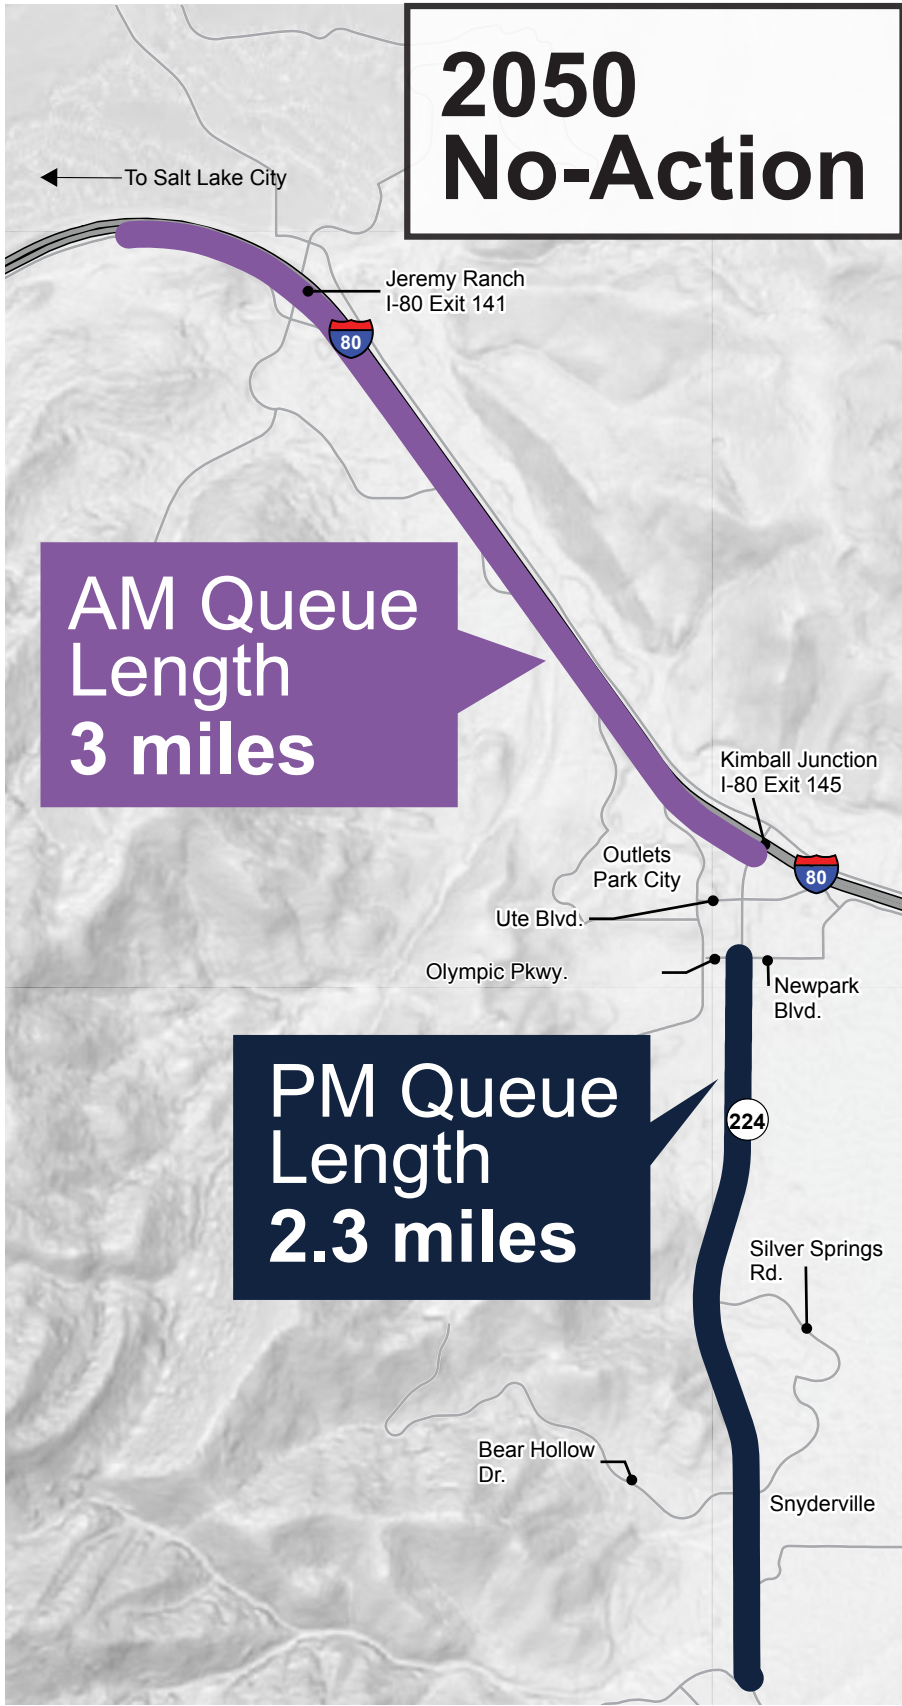 2050
No-Action
To Salt Lake City
Jeremy Ranch
I-80 Exit 141
80
AM Queue
Length
3 miles
Kimball Junction
I-80 Exit 145
Outlets
Park City
80
Ute Blvd.
Olympic Pkwy.
Newpark
Blvd.
PM Queue
Length
2.3 miles
224
Silver Springs
Rd.
Bear Hollow
Dr.
Snyderville